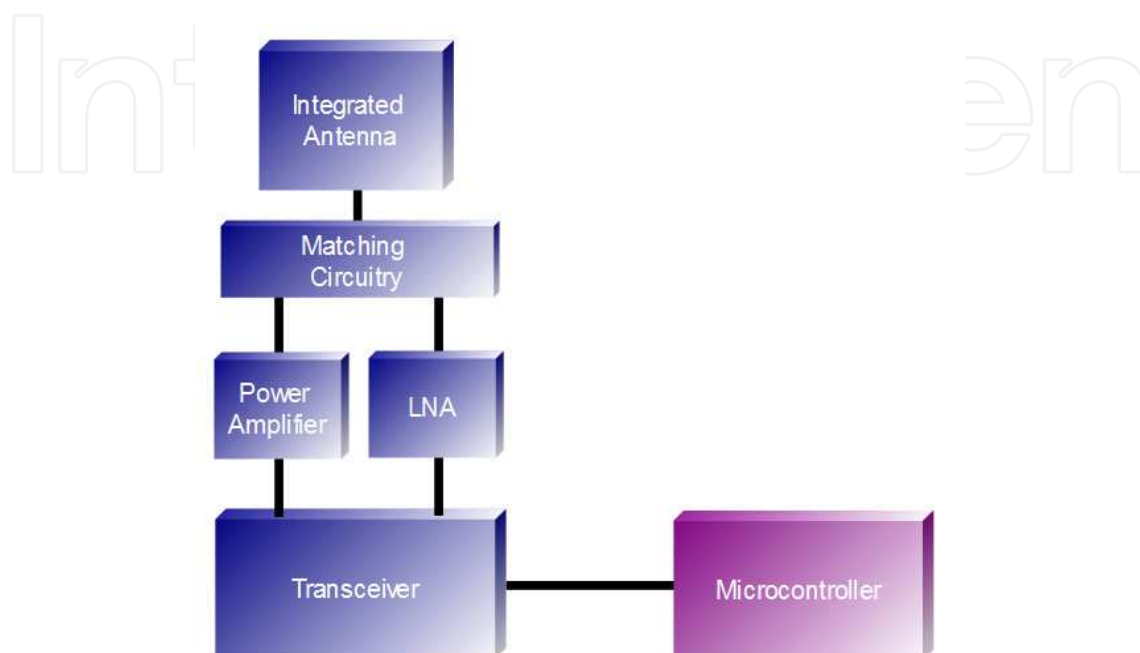 Integrated
Antenna
Matching
Circuitry
Power
Amplifier
LNA
Transceiver
Microcontroller